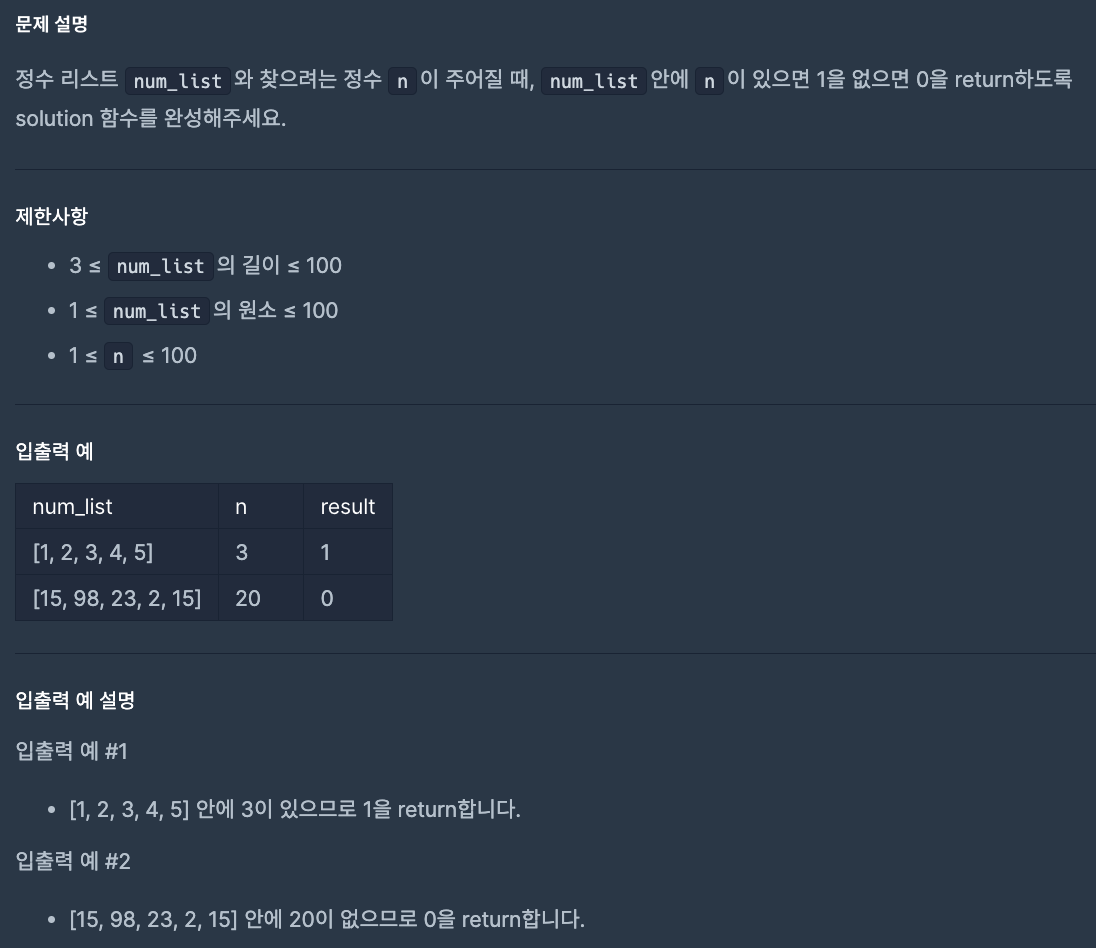 문제 설명
정수 리스트 num_list와 찾으려는 정수 n이 주어질 때, num_list안에 n이 있으면 1을 없으면 0을 return하도록
solution 함수를 완성해주세요.
제한사항
• 3 ≤ num_list의 길이 ≤ 100
• 1 ≤ num_list의 원소 ≤ 100
• 1 ≤ n ≤ 100
입출력 예
num_list n result
[1, 2, 3, 4, 5] 3 1
[15, 98, 23, 2, 15] 20 0
입출력 예 설명
입출력 예 #1
• [1, 2, 3, 4, 5] 안에 3이 있으므로 1을 return합니다.
입출력 예 #2
• [15, 98, 23, 2, 15] 안에 20이 없으므로 0을 return합니다.